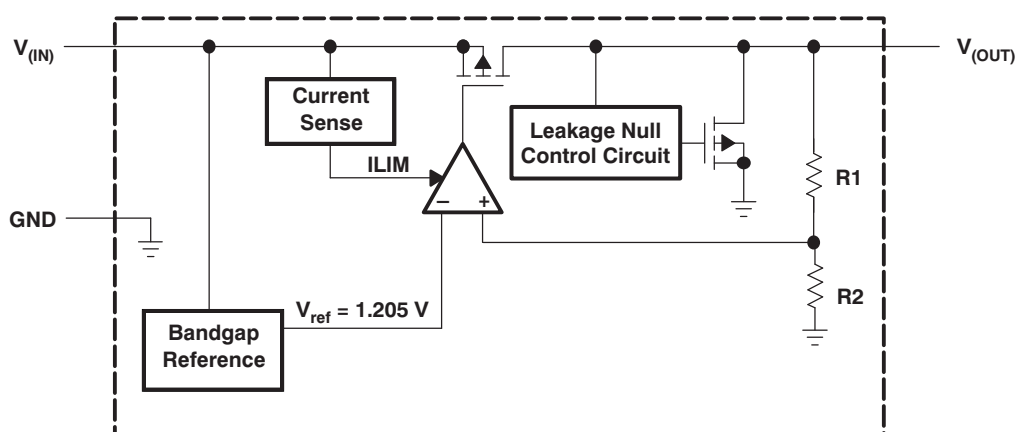 V(IN)
V(OUT)
Current
Sense
Leakage Null
Control Circuit
ILIM
R1
− +
GND
R2
Vref = 1.205 V
Bandgap
Reference